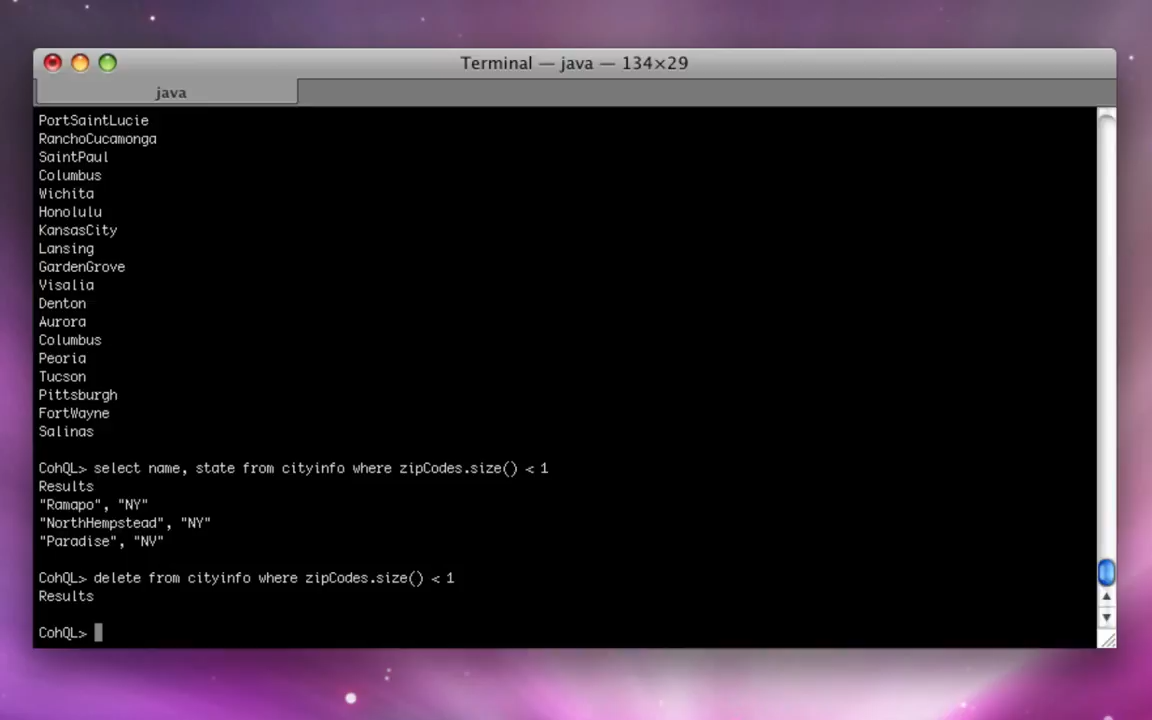 Terminal — java — 134×29
java
PortSaintLucie
RanchoCucamonga
SaintPaul
Columbus
Wichita
Honolulu
KansasCity
Lansing
GardenGrove
Visalia
Denton
Aurora
Columbus
Peoria
Tucson
Pittsburgh
FortWayne
Salinas
CohQL> select name, state from cityinfo where zipCodes.size() < 1
Results
"Ramapo", "NY"
"NorthHempstead", "NY"
"Paradise", "NV"
CohQL> delete from cityinfo where zipCodes.size() < 1
Results
CohQL>